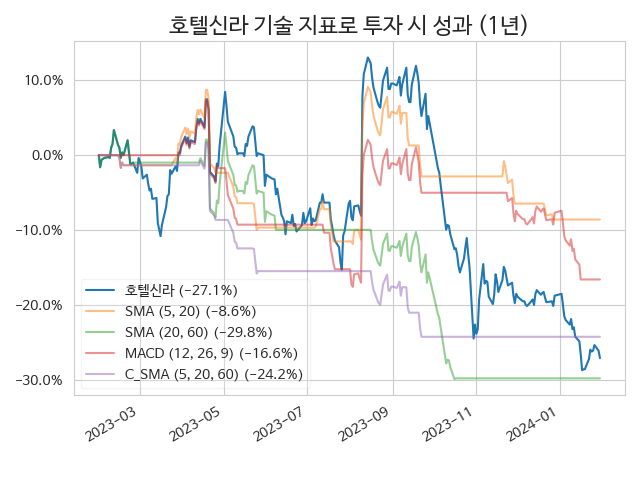 호텔신라 기술 지표로 투자 시 성과 (1년)
10.0%
0.0%
−10.0%
−20.0%
−30.0%
호텔신라 (−27.1%)
SMA (5, 20) (−8.6%)
SMA (20, 60) (−29.8%)
MACD (12, 26, 9) (−16.6%)
C_SMA (5, 20, 60) (−24.2%)
2023−03
2023−05
2023−07
2023−09
2023−11
2024−01